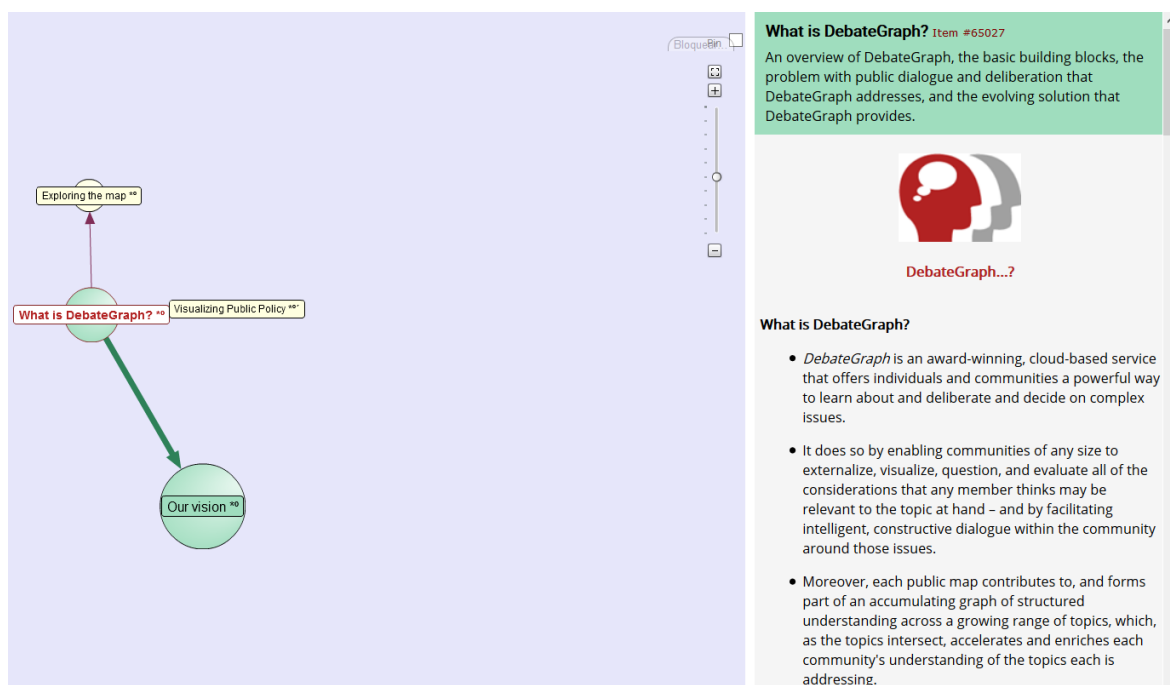 Bloquear... Bin
Exploring the map *º
What is DebateGraph? *º
Visualizing Public Policy *º˜
Our vision *º
What is DebateGraph? Item #65027
An overview of DebateGraph, the basic building blocks, the
problem with public dialogue and deliberation that
DebateGraph addresses, and the evolving solution that
DebateGraph provides.
DebateGraph...?
What is DebateGraph?
• DebateGraph is an award-winning, cloud-based service
that offers individuals and communities a powerful way
to learn about and deliberate and decide on complex
issues.
• It does so by enabling communities of any size to
externalize, visualize, question, and evaluate all of the
considerations that any member thinks may be
relevant to the topic at hand – and by facilitating
intelligent, constructive dialogue within the community
around those issues.
• Moreover, each public map contributes to, and forms
part of an accumulating graph of structured
understanding across a growing range of topics, which,
as the topics intersect, accelerates and enriches each
community's understanding of the topics each is
addressing.